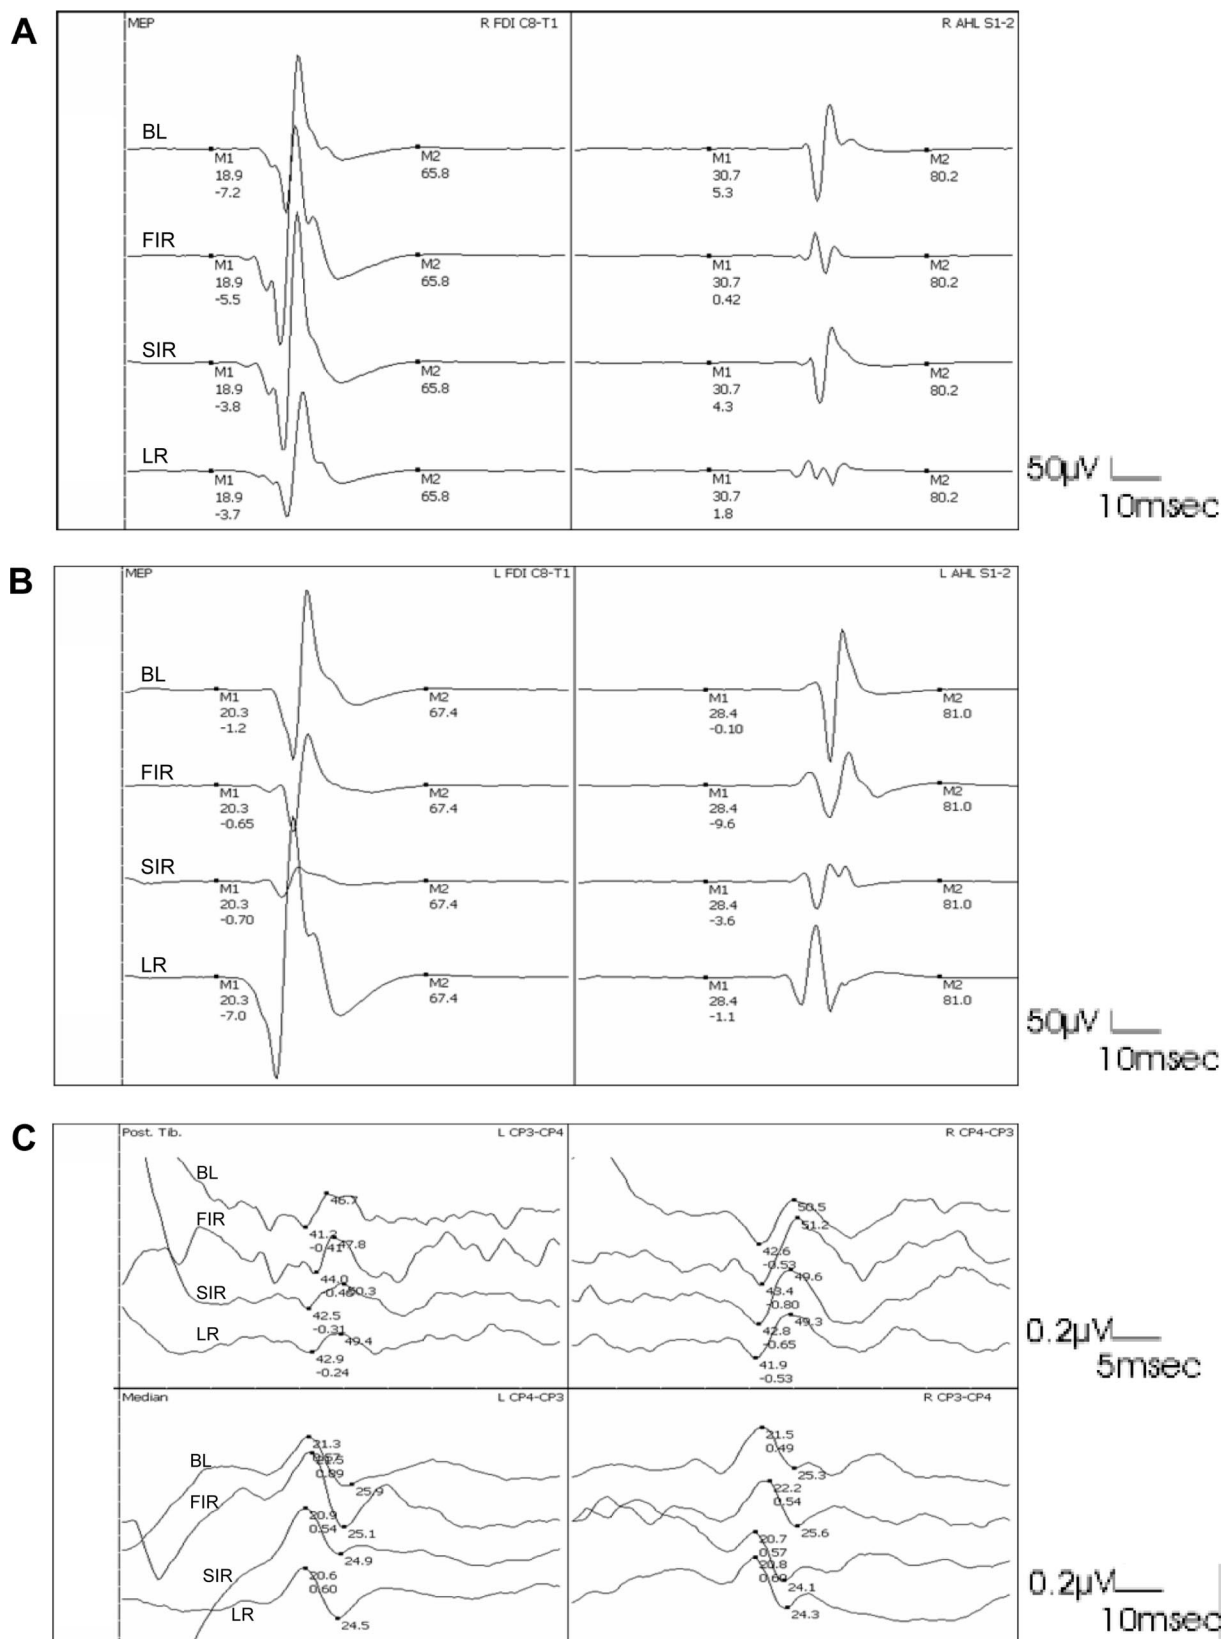 A
MEP
R FDI C8-T1
R AHL S1-2
BL
M1
18.9
-7.2
M2
65.8
M1
30.7
5.3
M2
80.2
FIR
M1
18.9
-5.5
M2
65.8
M1
30.7
0.42
M2
80.2
SIR
M1
18.9
-3.8
M2
65.8
M1
30.7
4.3
M2
80.2
LR
M1
18.9
-3.7
M2
65.8
M1
30.7
1.8
M2
80.2
50µV
10msec
B
MEP
L FDI C8-T1
L AHL S1-2
BL
M1
20.3
-1.2
M2
67.4
M1
28.4
-0.10
M2
81.0
FIR
M1
20.3
-0.65
M2
67.4
M1
28.4
-9.6
M2
81.0
SIR
M1
20.3
-0.70
M2
67.4
M1
28.4
-3.6
M2
81.0
LR
M1
20.3
-7.0
M2
67.4
M1
28.4
-1.1
M2
81.0
50µV
10msec
C
Post. Tib.
L CP3-CP4
R CP4-CP3
BL
46.7
41.2
-0.41
FIR
47.8
44.0
SIR
42.5
-0.31
LR
49.4
42.9
-0.24
50.5
42.6
-0.53
51.2
43.4
-0.80
49.6
42.8
-0.65
49.3
41.9
-0.53
0.2µV
5msec
Median
L CP4-CP3
R CP3-CP4
BL
21.3
25.9
FIR
25.1
SIR
20.9
0.54
24.9
LR
20.6
0.60
24.5
21.5
0.49
25.3
22.2
0.54
25.6
20.7
0.57
24.1
20.8
24.3
0.2µV
10msec